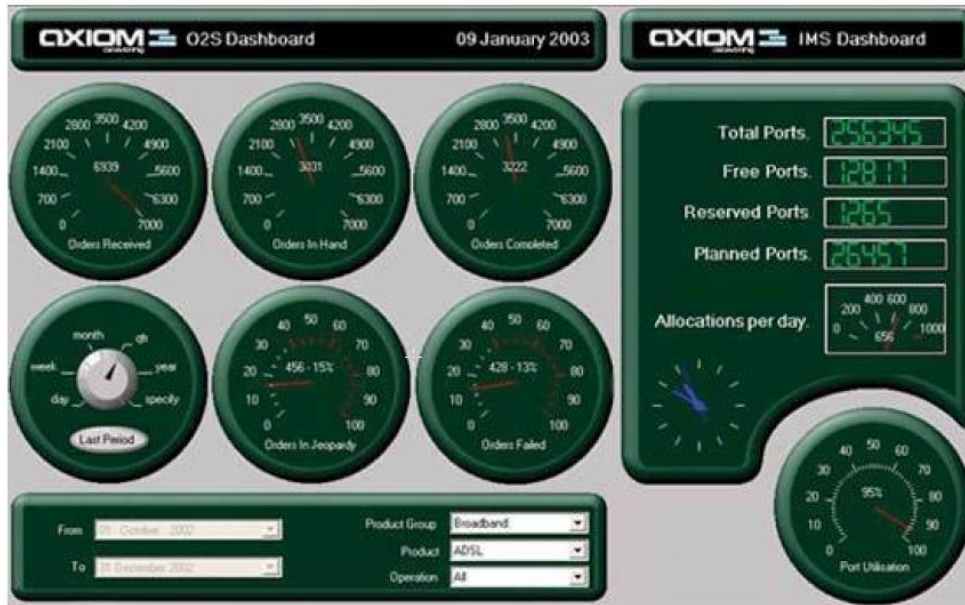 AXIOM O2S Dashboard 09 January 2003
AXIOM IMS Dashboard
0 700 1400 2100 2800 3500 4200 4900 5600 6300 7000
6939
Orders Received
0 700 1400 2100 2800 3500 4200 4900 5600 6300 7000
3031
Orders In Hand
0 700 1400 2100 2800 3500 4200 4900 5600 6300 7000
3222
Orders Completed
Total Ports. 256345
Free Ports. 12817
Reserved Ports. 1265
Planned Ports. 26457
Allocations per day. 0 200 400 600 800 1000
656
day week month qtr year specify
Last Period
0 10 20 30 40 50 60 70 80 90 100
456 - 15%
Orders In Jeopardy
0 10 20 30 40 50 60 70 80 90 100
428 - 13%
Orders Failed
0 10 20 30 40 50 60 70 80 90 100
95%
Port Utilisation
From October 2002
To 31 December 2002
Product Group Broadband
Product ADSL
Operation All